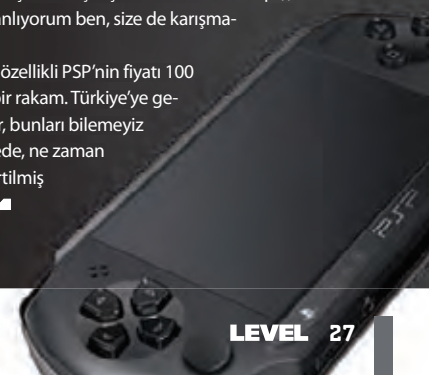 anlıyorum ben, size de karışma-
özellikli PSP’nin fiyatı 100
bir rakam. Türkiye’ye ge-
r, bunları bilemeyiz
ede, ne zaman
rtilmiş
PSP
LEVEL 27